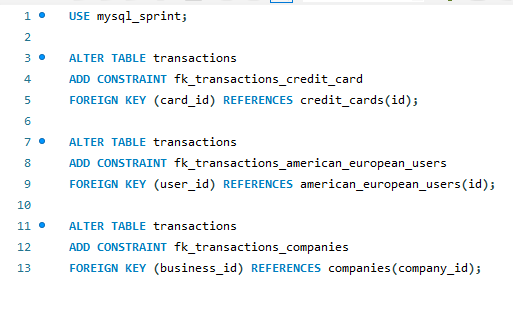 1 USE mysql_sprint;
2
3 ALTER TABLE transactions
4 ADD CONSTRAINT fk_transactions_credit_card
5 FOREIGN KEY (card_id) REFERENCES credit_cards(id);
6
7 ALTER TABLE transactions
8 ADD CONSTRAINT fk_transactions_american_european_users
9 FOREIGN KEY (user_id) REFERENCES american_european_users(id);
10
11 ALTER TABLE transactions
12 ADD CONSTRAINT fk_transactions_companies
13 FOREIGN KEY (business_id) REFERENCES companies(company_id);